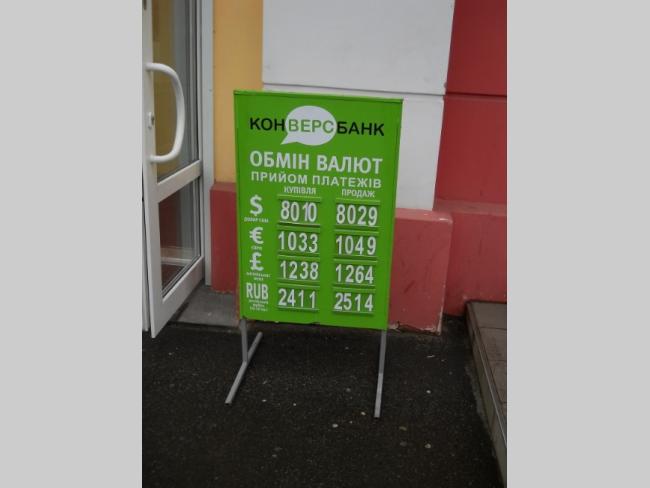 КОНВЕРСБАНК
ОБМІН ВАЛЮТ
ПРИЙОМ ПЛАТЕЖІВ
КУПІВЛЯ ПРОДАЖ
$ 8010 8029
€ 1033 1049
£ 1238 1264
RUB 2411 2514